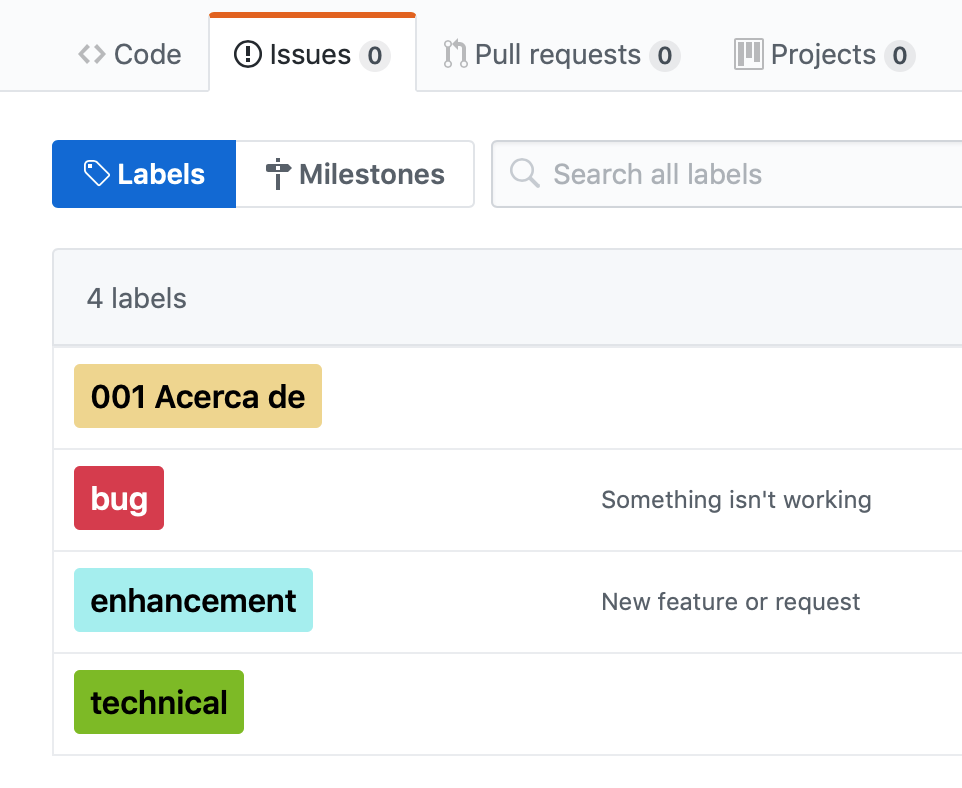 Code Issues 0 Pull requests 0 Projects 0
Labels Milestones Search all labels
4 labels
001 Acerca de
bug Something isn't working
enhancement New feature or request
technical